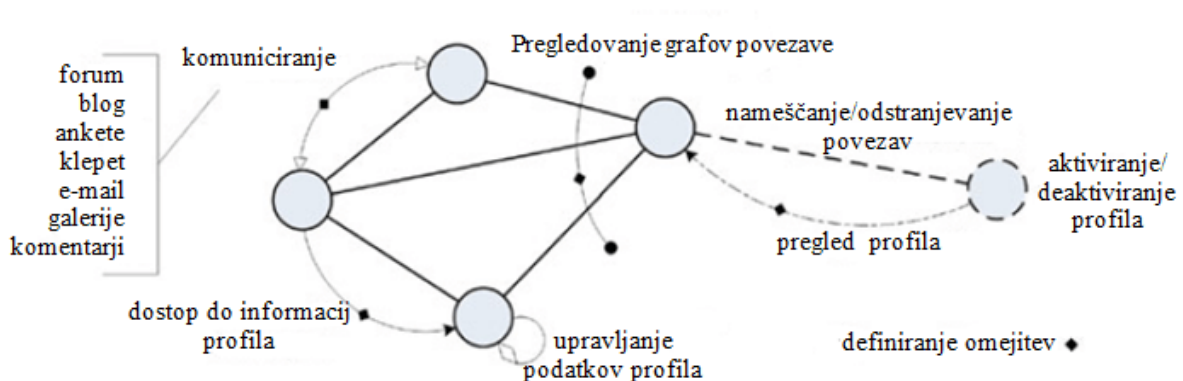 komuniciranje
forum
blog
ankete
klepet
e-mail
galerije
komentarji
Pregledovanje grafov povezave
nameščanje/odstranjevanje
povezav
aktiviranje/
deaktiviranje
profila
pregled profila
dostop do informacij
profila
upravljanje
podatkov profila
definiranje omejitev